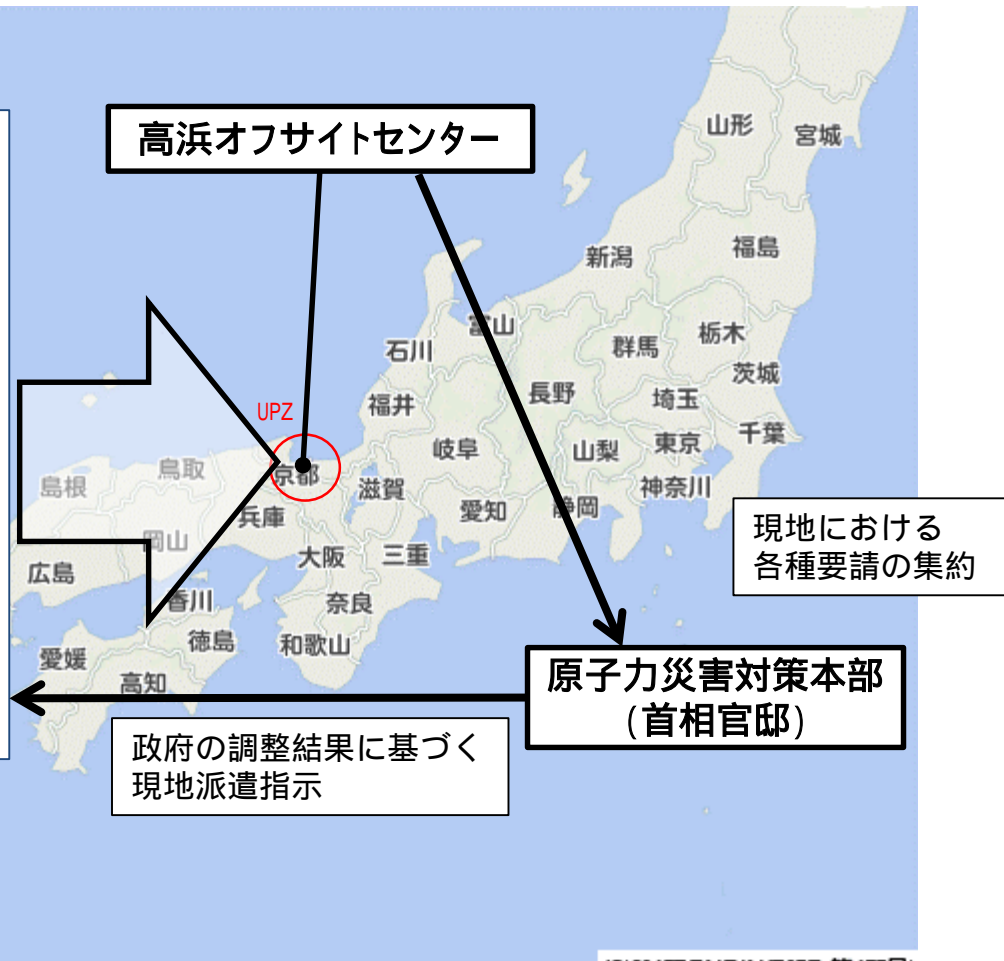 高浜オフサイトセンター
山形
宮城
新潟
福島
富山
石川
群馬
栃木
茨城
UPZ
福井
長野
埼玉
岐阜
山梨
東京
千葉
鳥取
京都
島根
滋賀
神奈川
兵庫
愛知
静岡
岡山
大阪
三重
現地における
各種要請の集約
広島
香川
奈良
徳島
和歌山
愛媛
高知
原子力災害対策本部
(首相官邸)
政府の調整結果に基づく
現地派遣指示